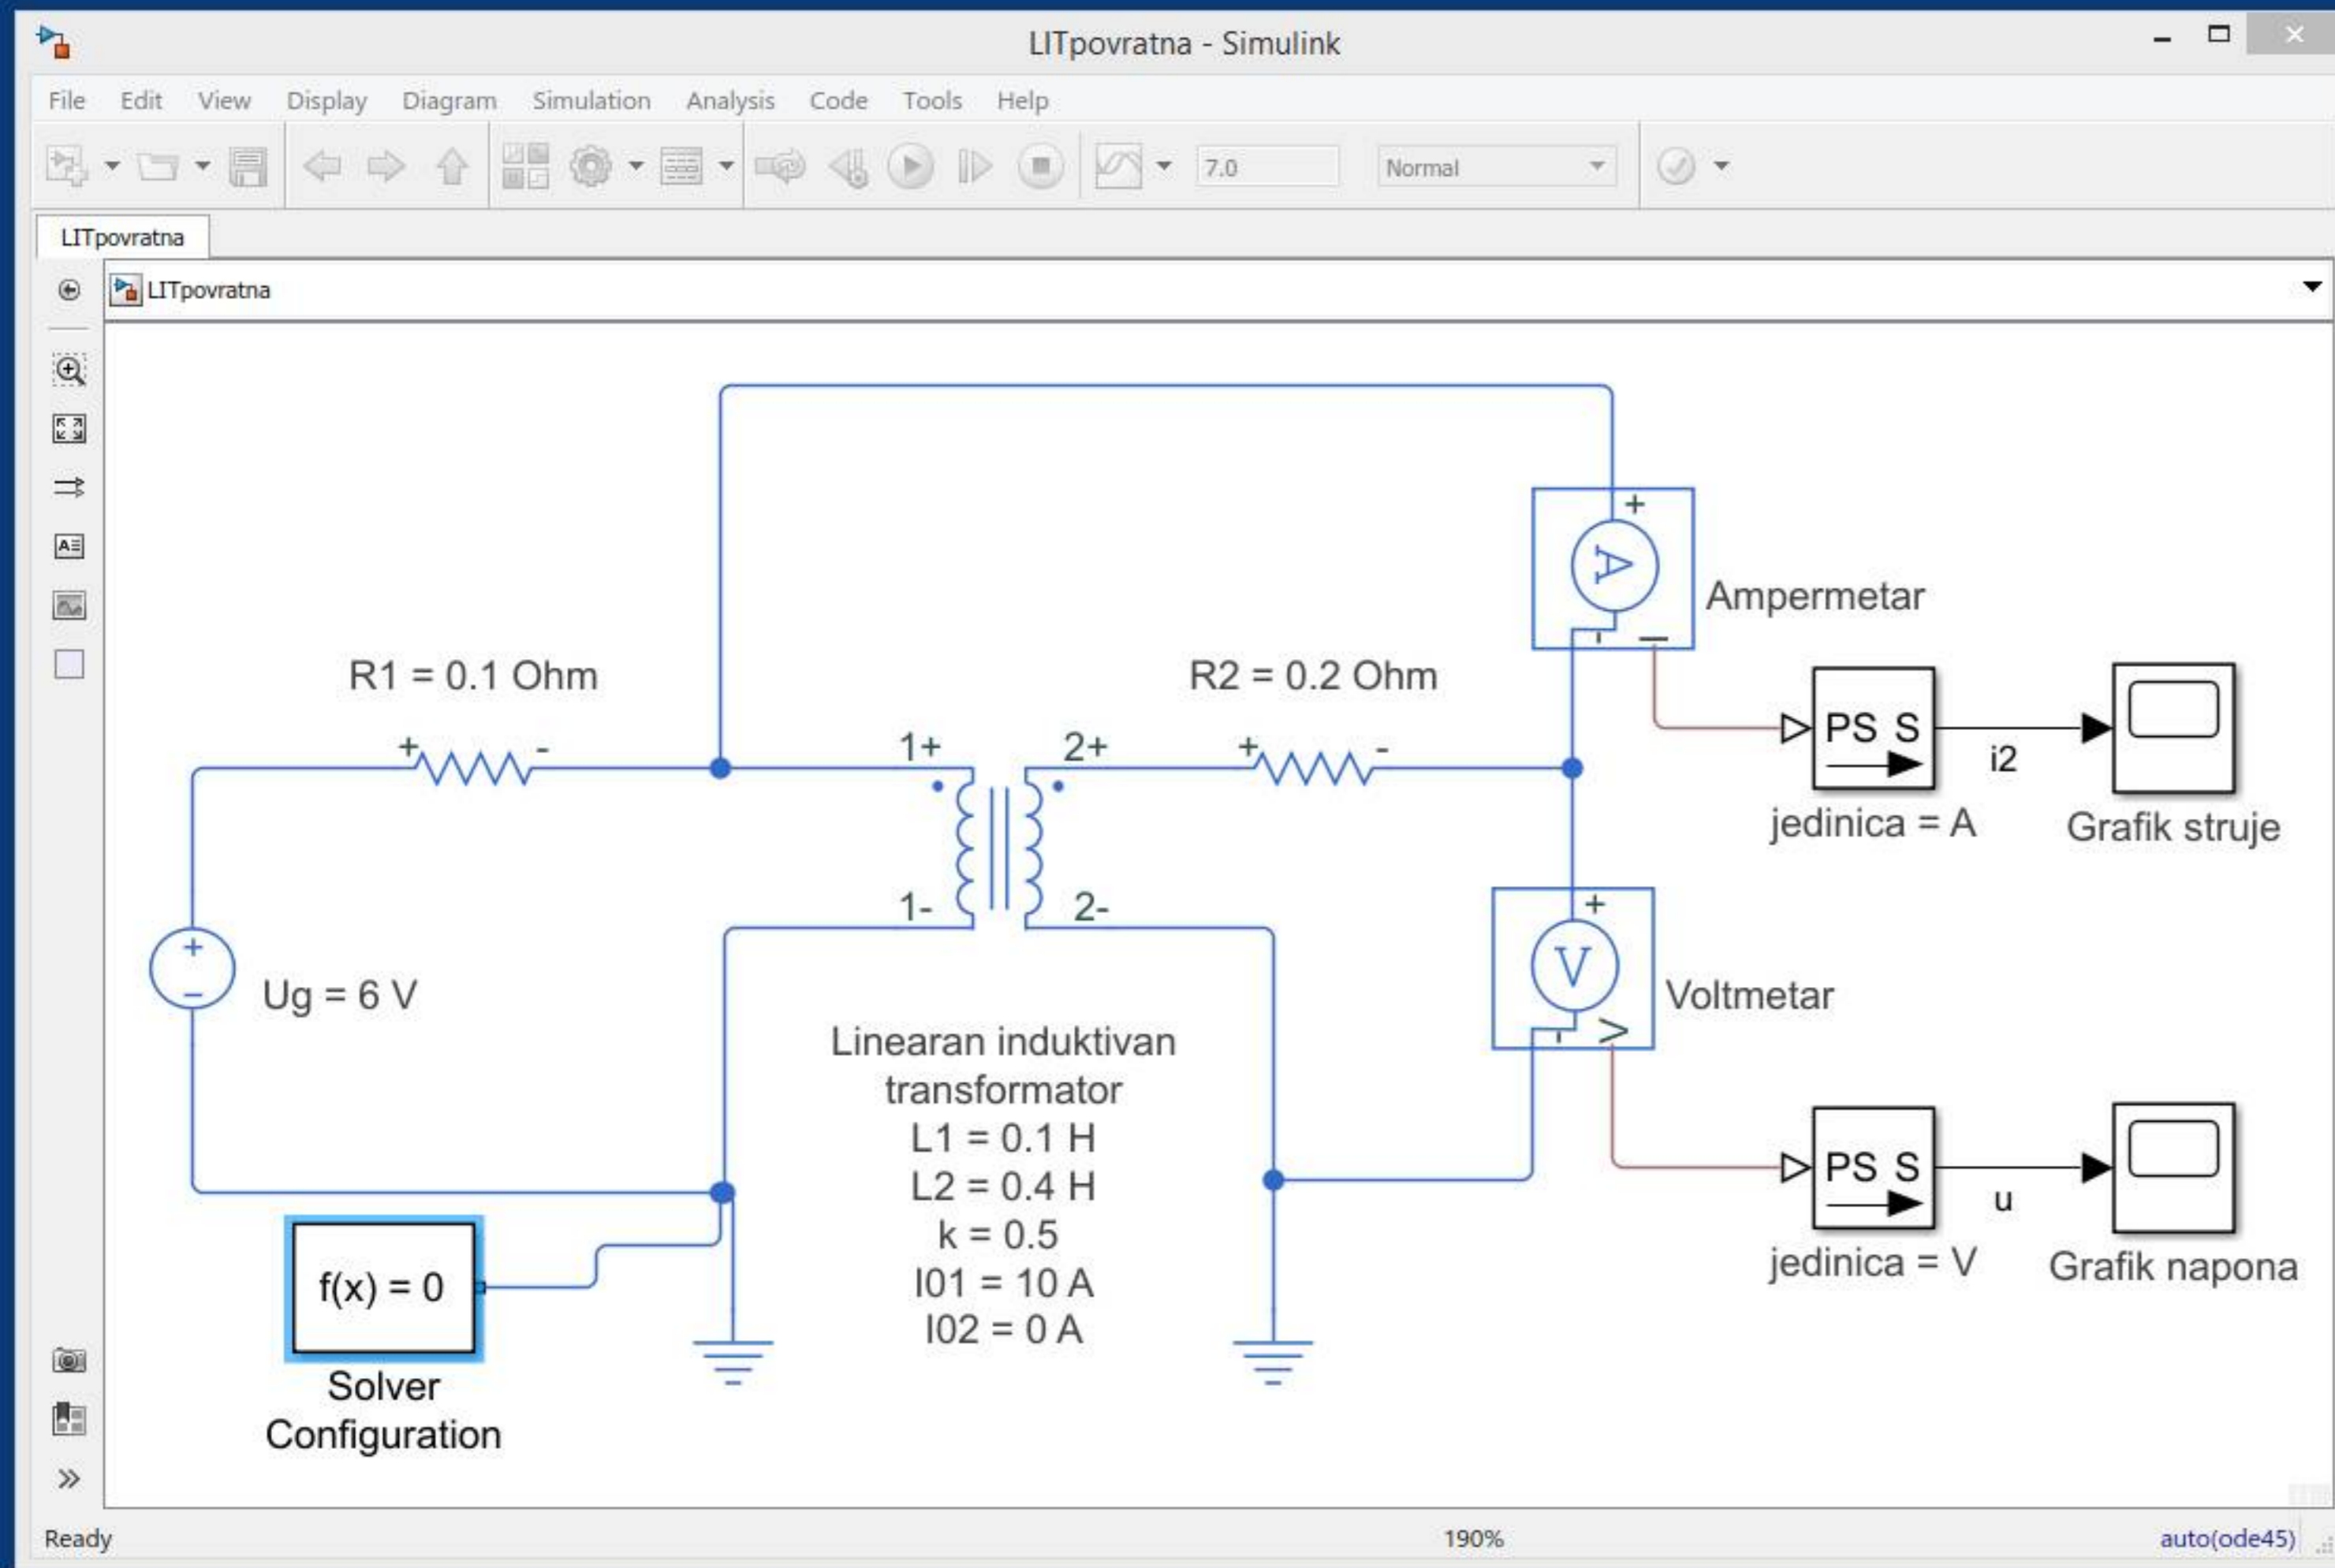 LITpovratna - Simulink
File Edit View Display Diagram Simulation Analysis Code Tools Help
7.0 Normal
LITpovratna
LITpovratna
A
+
A
- I
Ampermetar
R1 = 0.1 Ohm
R2 = 0.2 Ohm
+ -
1+ 2+
+ -
PS S
i2
jedinica = A
Grafik struje
1- 2-
+
V
- V
Voltmetar
+
−
Ug = 6 V
Linearan induktivan
transformator
L1 = 0.1 H
L2 = 0.4 H
k = 0.5
I01 = 10 A
I02 = 0 A
PS S
u
jedinica = V
Grafik napona
f(x) = 0
Solver
Configuration
Ready 190% auto(ode45)